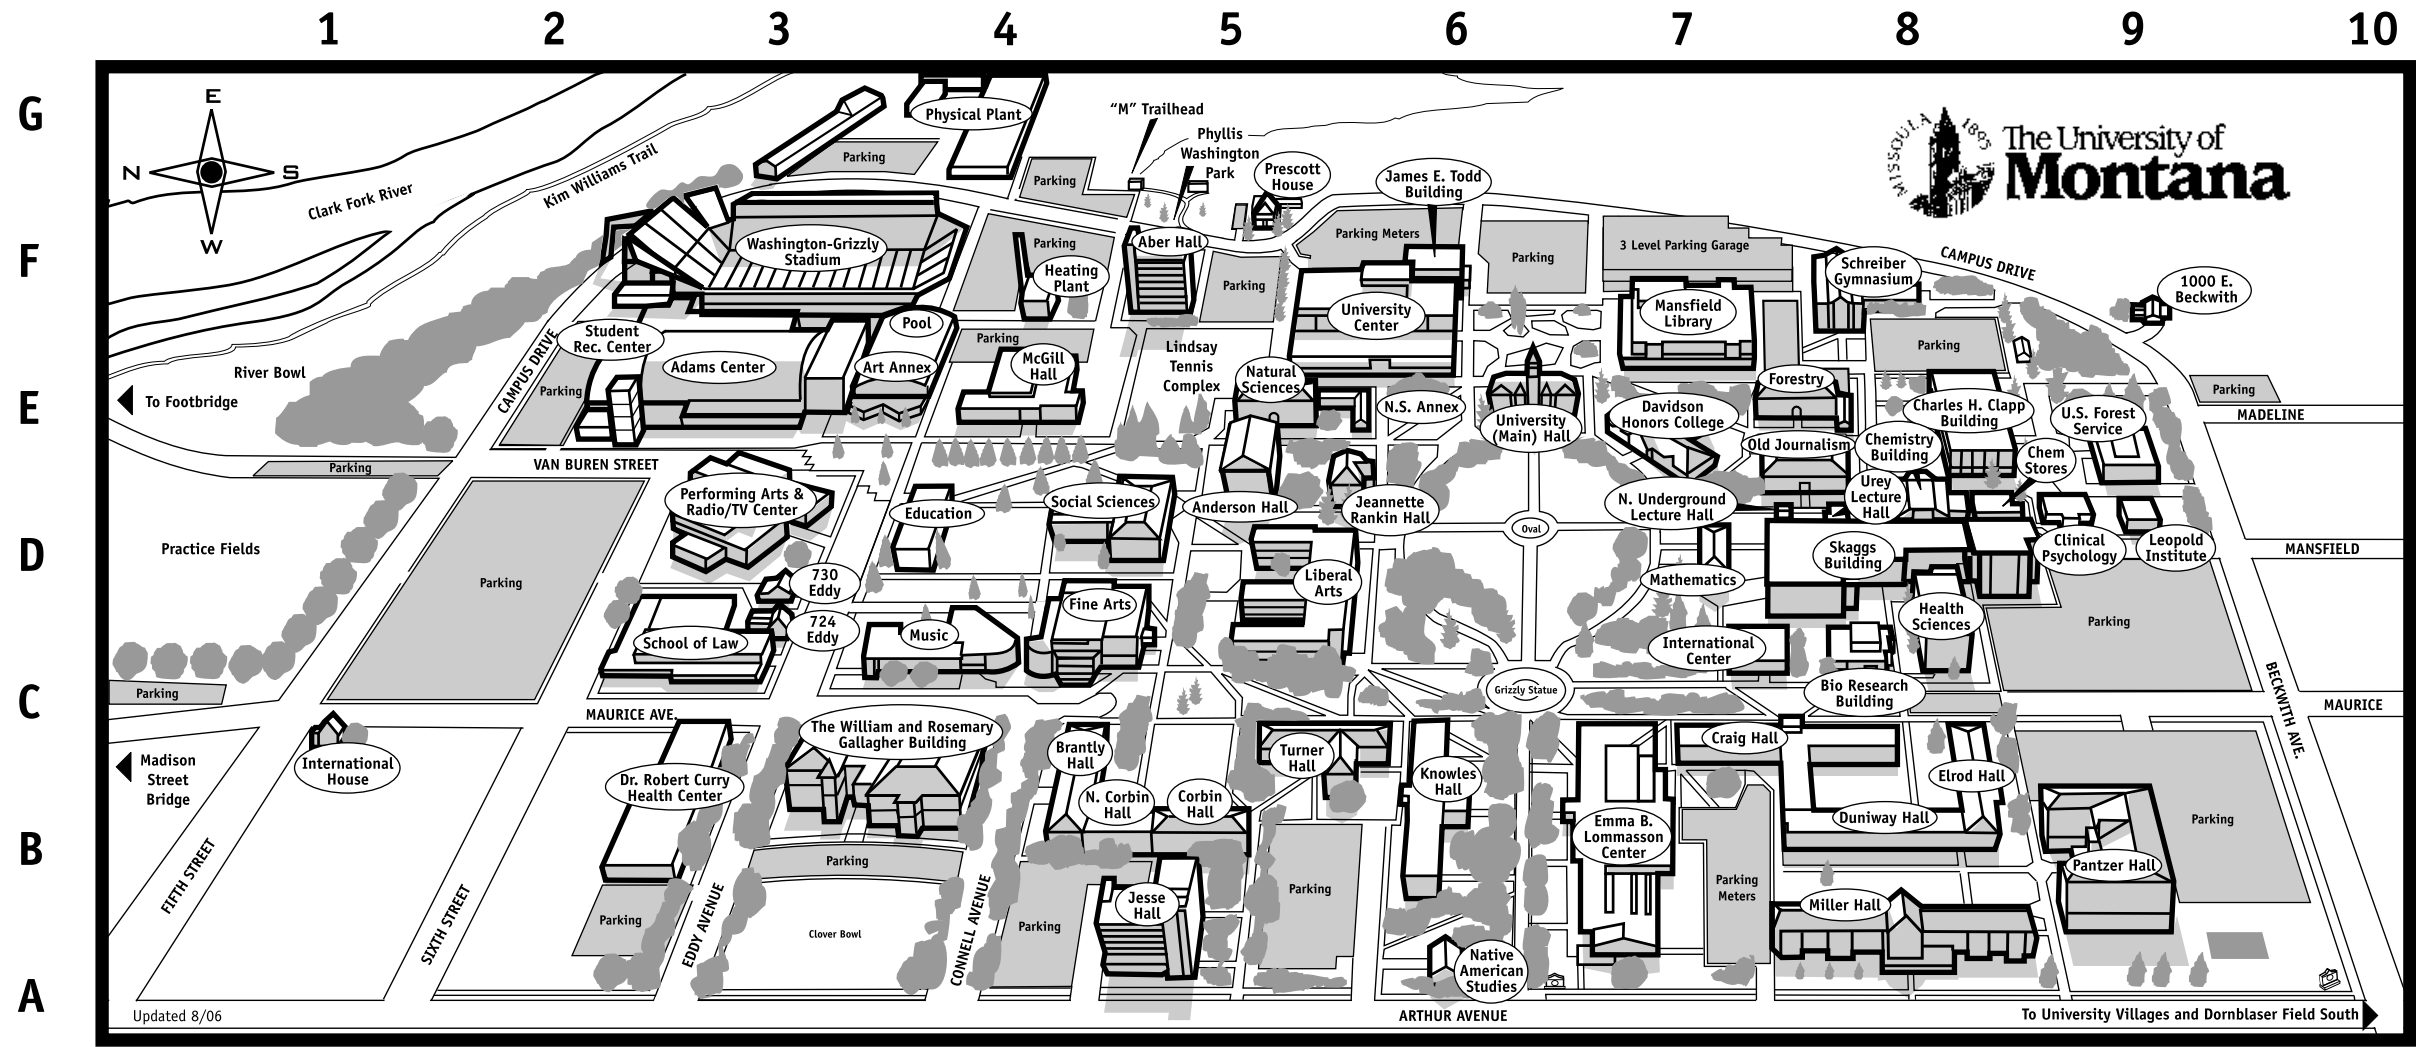 1 2 3 4 5 6 7 8 9 10
G
F
E
D
C
B
A
E
N S
W
Clark Fork River
Kim Williams Trail
Physical Plant
Parking
Parking
"M" Trailhead
Phyllis
Washington
Park
Prescott
House
James E. Todd
Building
MISSOULA 1895
The University of
Montana
Washington-Grizzly
Stadium
Parking
Heating
Plant
Aber Hall
Parking
Parking Meters
Parking
3 Level Parking Garage
Schreiber
Gymnasium
CAMPUS DRIVE
1000 E.
Beckwith
Student
Rec. Center
Pool
University
Center
Mansfield
Library
River Bowl
CAMPUS DRIVE
Adams Center
Art Annex
Parking
McGill
Hall
Lindsay
Tennis
Complex
Natural
Sciences
Parking
To Footbridge
Parking
N.S. Annex
University
(Main) Hall
Davidson
Honors College
Forestry
Charles H. Clapp
Building
U.S. Forest
Service
Parking
MADELINE
Old Journalism
Chemistry
Building
Chem
Stores
Parking
VAN BUREN STREET
Performing Arts &
Radio/TV Center
Education
Social Sciences
Anderson Hall
Jeannette
Rankin Hall
N. Underground
Lecture Hall
Urey
Lecture
Hall
Oval
Practice Fields
Parking
Skaggs
Building
Clinical
Psychology
Leopold
Institute
MANSFIELD
730
Eddy
Liberal
Arts
Mathematics
724
Eddy
Fine Arts
Health
Sciences
Parking
School of Law
Music
International
Center
Parking
Grizzly Statue
Bio Research
Building
BECKWITH AVE.
MAURICE
MAURICE AVE.
The William and Rosemary
Gallagher Building
Brantly
Hall
Turner
Hall
Craig Hall
Madison
Street
Bridge
International
House
Dr. Robert Curry
Health Center
N. Corbin
Hall
Corbin
Hall
Knowles
Hall
Elrod Hall
Emma B.
Lommasson
Center
Duniway Hall
Parking
FIFTH STREET
SIXTH STREET
Parking
Pantzer Hall
Parking
EDDY AVENUE
Clover Bowl
CONNELL AVENUE
Parking
Jesse
Hall
Parking
Parking
Meters
Miller Hall
Native
American
Studies
Updated 8/06
ARTHUR AVENUE
To University Villages and Dornblaser Field South